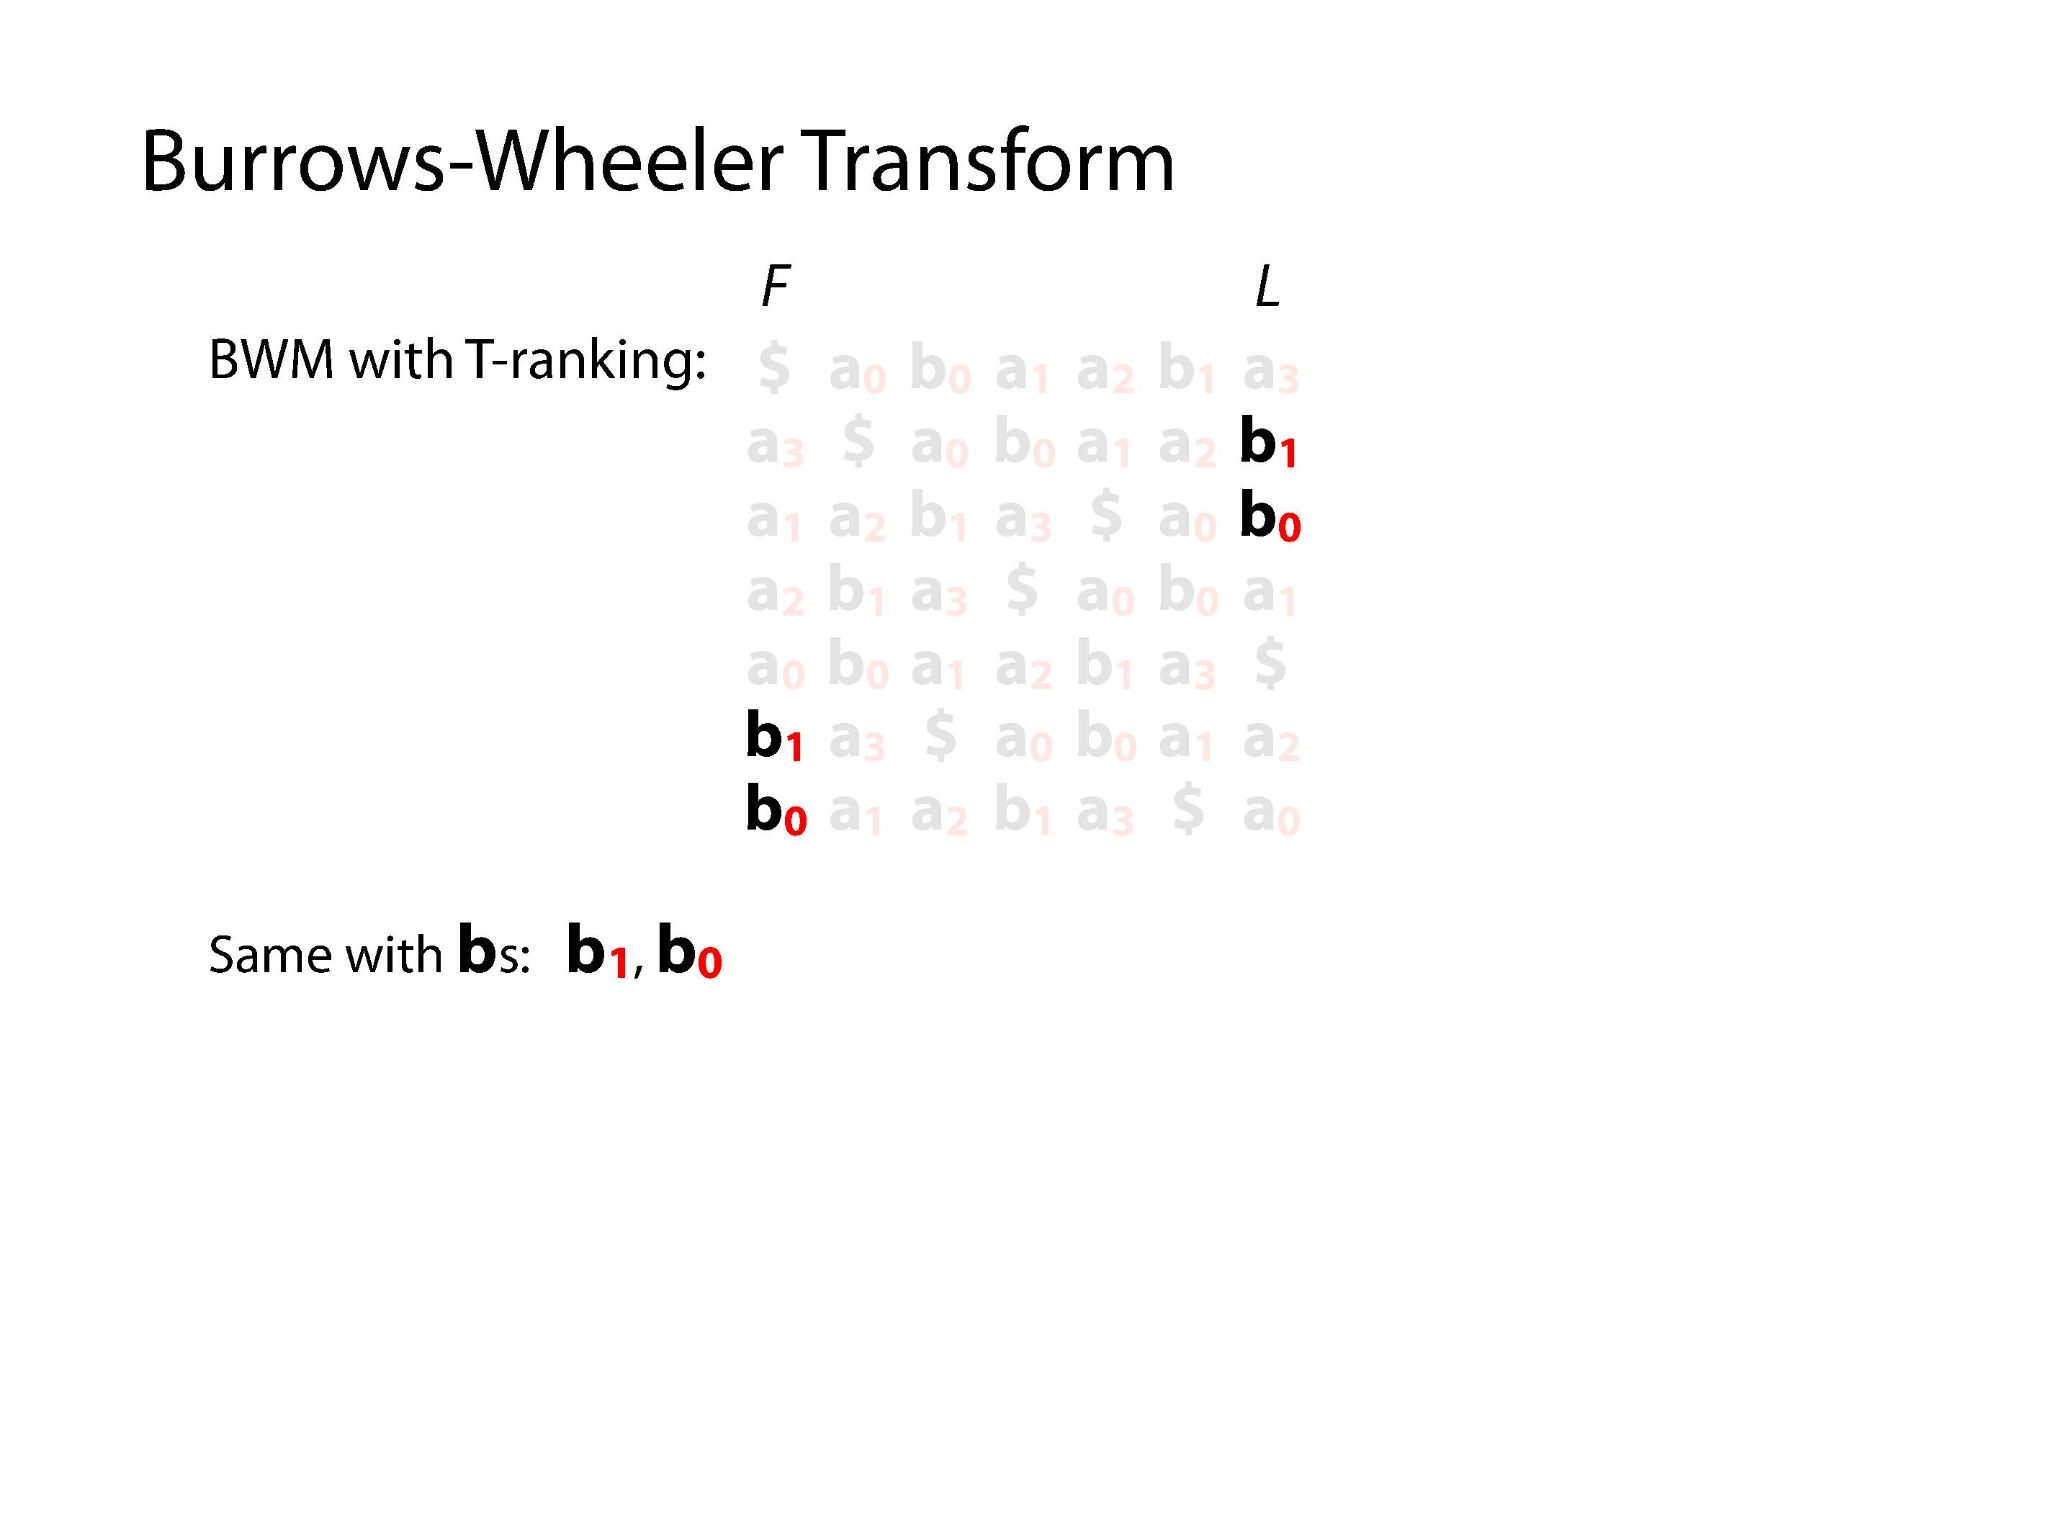 Burrows-Wheeler Transform
F L
BWM with T-ranking: $ a0 b0 a1 a2 b1 a3
a3 $ a0 b0 a1 a2 b1
a1 a2 b1 a3 $ a0 b0
a2 b1 a3 $ a0 b0 a1
a0 b0 a1 a2 b1 a3 $
b1 a3 $ a0 b0 a1 a2
b0 a1 a2 b1 a3 $ a0
Same with bs: b1, b0